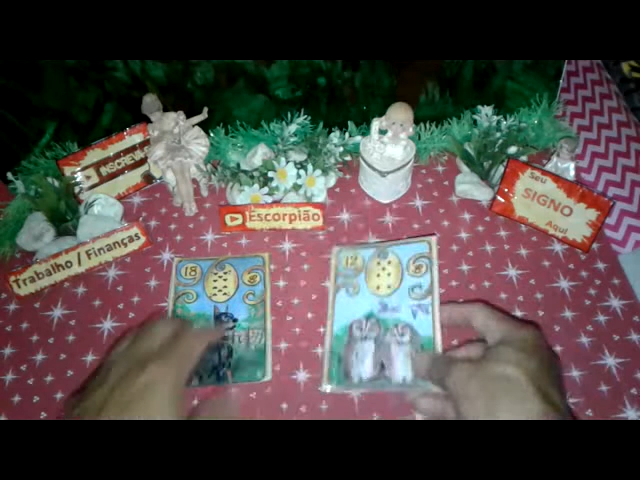 INSCREVA
Escorpião
Trabalho / Finanças
Seu
SIGNO
Aqui
18
12